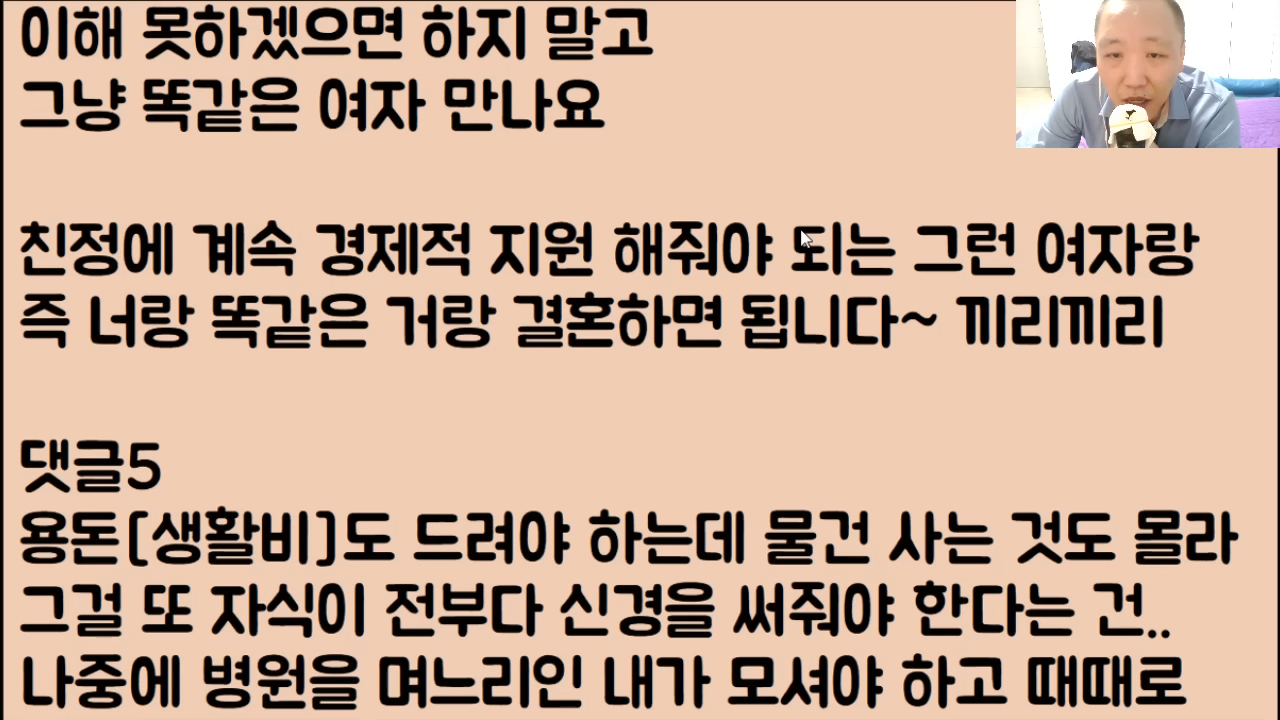 이해 못하겠으면 하지 말고
그냥 똑같은 여자 만나요
친정에 계속 경제적 지원 해줘야 되는 그런 여자랑
즉 너랑 똑같은 거랑 결혼하면 됩니다~ 끼리끼리
댓글5
용돈[생활비]도 드려야 하는데 물건 사는 것도 몰라
그걸 또 자식이 전부다 신경을 써줘야 한다는 건..
나중에 병원을 며느리인 내가 모셔야 하고 때때로